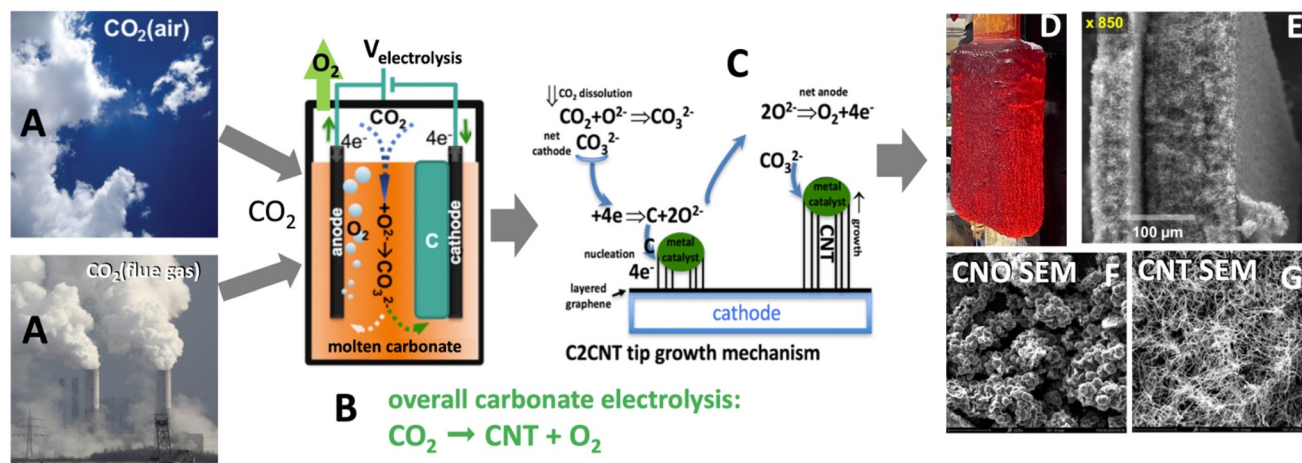 CO₂(air)
A
CO₂(flue gas)
A
CO₂
O₂
V electrolysis
CO₂
4e⁻
4e⁻
anode
O₂
+O²⁻→CO₃²⁻
C
cathode
molten carbonate
B
overall carbonate electrolysis:
CO₂ → CNT + O₂
C
⇓ CO₂ dissolution
CO₂+O²⁻ ⇒CO₃²⁻
net
cathode
CO₃²⁻
+4e⇒C+2O²⁻
nucleation
C
4e⁻
metal
catalyst
layered
graphene
cathode
C2CNT tip growth mechanism
net anode
2O²⁻⇒O₂+4e⁻
CO₃²⁻
metal
catalyst
CNT
growth
D
x 850
E
100 µm
CNO SEM
F
CNT SEM
G